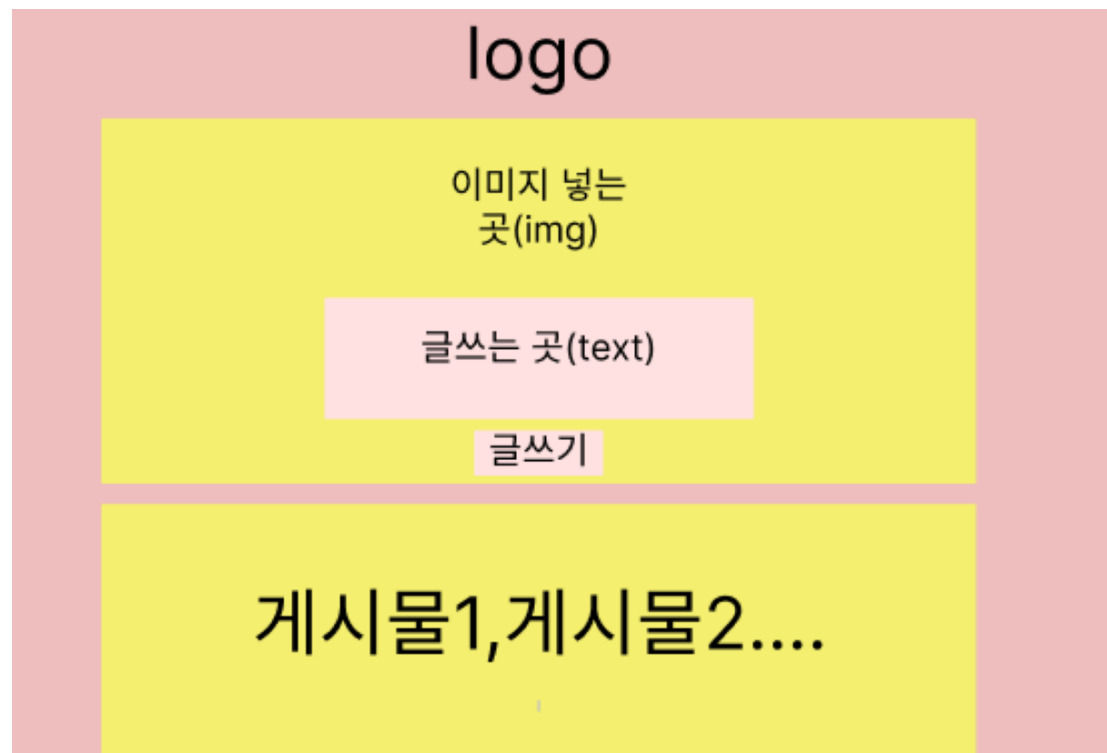 logo
이미지 넣는
곳(img)
글쓰는 곳(text)
글쓰기
게시물1,게시물2....